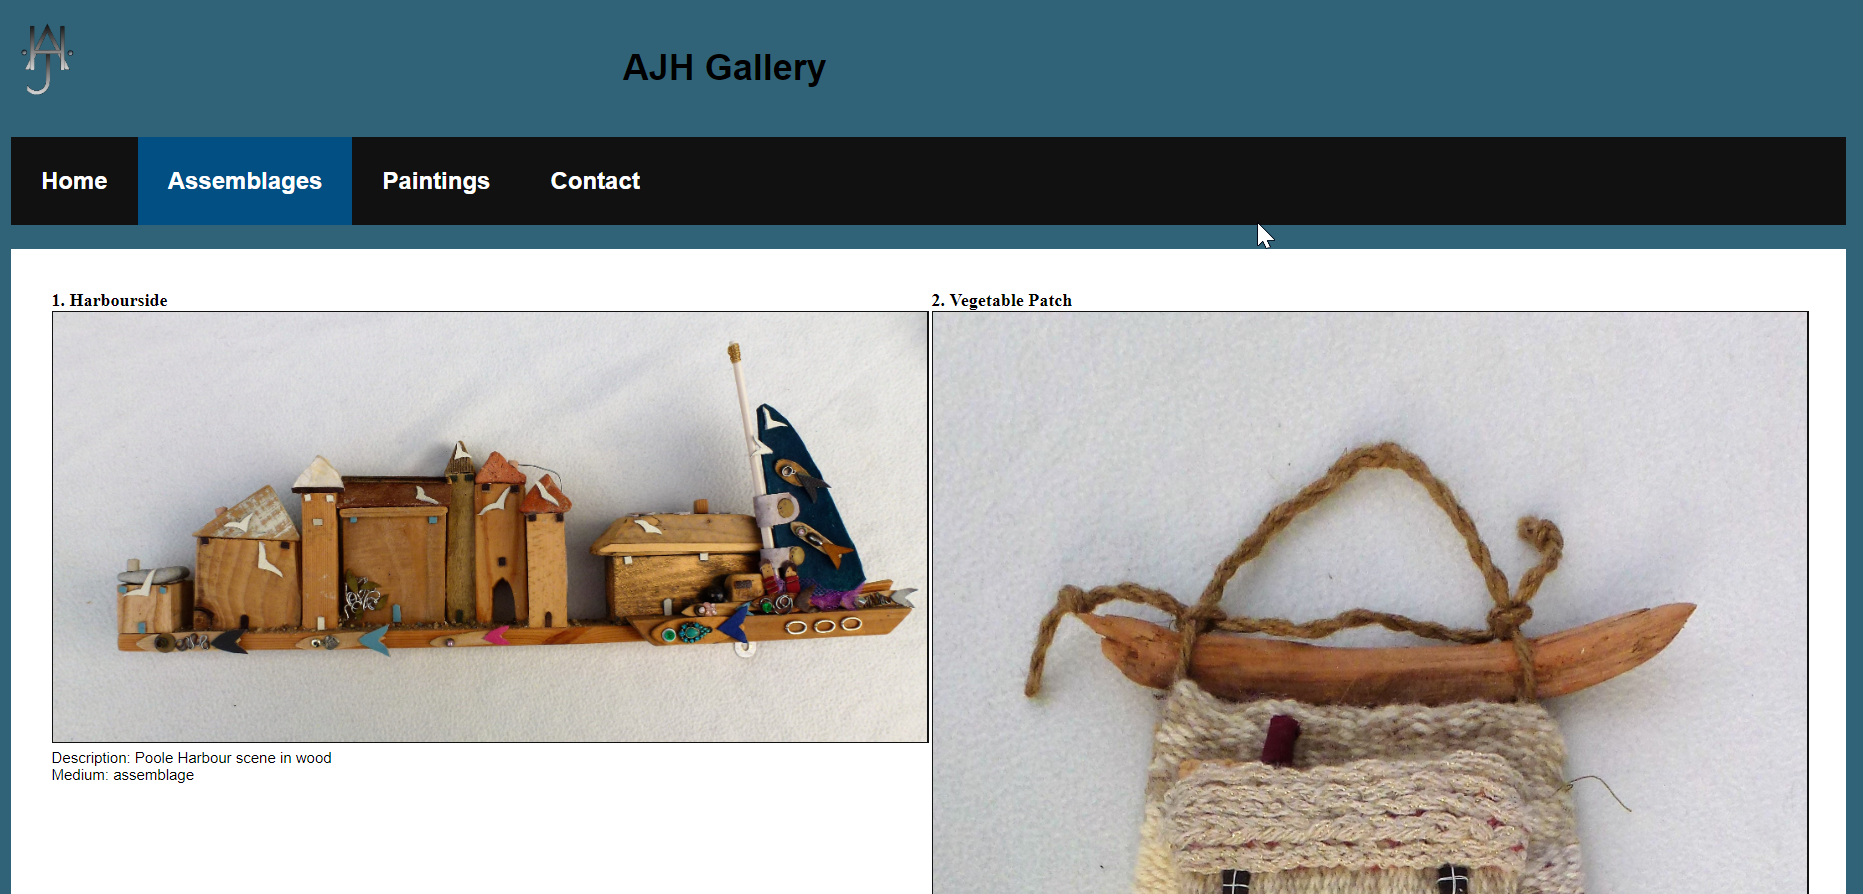 AJH
AJH Gallery
Home Assemblages Paintings Contact
1. Harbourside
2. Vegetable Patch
Description: Poole Harbour scene in wood
Medium: assemblage